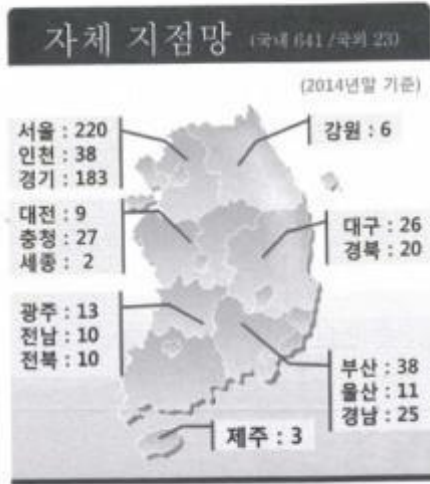 자체 지점망 (국내 641/국외 23)
(2014년말 기준)
서울 : 220
인천 : 38
경기 : 183
강원 : 6
대전 : 9
충청 : 27
세종 : 2
대구 : 26
경북 : 20
광주 : 13
전남 : 10
전북 : 10
부산 : 38
울산 : 11
경남 : 25
제주 : 3